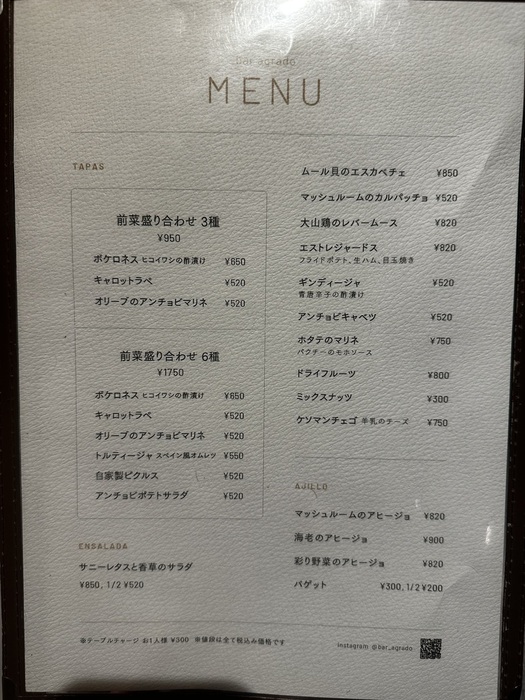 bar agrado
MENU
TAPAS
前菜盛り合わせ 3種
¥950
ボケロネス ヒコイワシの酢漬け ¥650
キャロットラペ ¥520
オリーブのアンチョビマリネ ¥520
前菜盛り合わせ 6種
¥1750
ボケロネス ヒコイワシの酢漬け ¥650
キャロットラペ ¥520
オリーブのアンチョビマリネ ¥520
トルティージャ スペイン風オムレツ ¥550
自家製ピクルス ¥520
アンチョビポテトサラダ ¥520
ENSALADA
サニーレタスと香草のサラダ
¥850, 1/2 ¥520
ムール貝のエスカベチェ ¥850
マッシュルームのカルパッチョ ¥520
大山鶏のレバームース ¥820
エストレジャードス ¥820
フライドポテト、生ハム、目玉焼き
ギンディージャ ¥520
青唐辛子の酢漬け
アンチョビキャベツ ¥520
ホタテのマリネ ¥750
パクチーのモホソース
ドライフルーツ ¥800
ミックスナッツ ¥300
ケソマンチェゴ 羊乳のチーズ ¥750
AJILLO
マッシュルームのアヒージョ ¥820
海老のアヒージョ ¥900
彩り野菜のアヒージョ ¥820
バゲット ¥300, 1/2 ¥200
※テーブルチャージ お1人様 ¥300 ※値段は全て税込み価格です
Instagram @bar_agrado